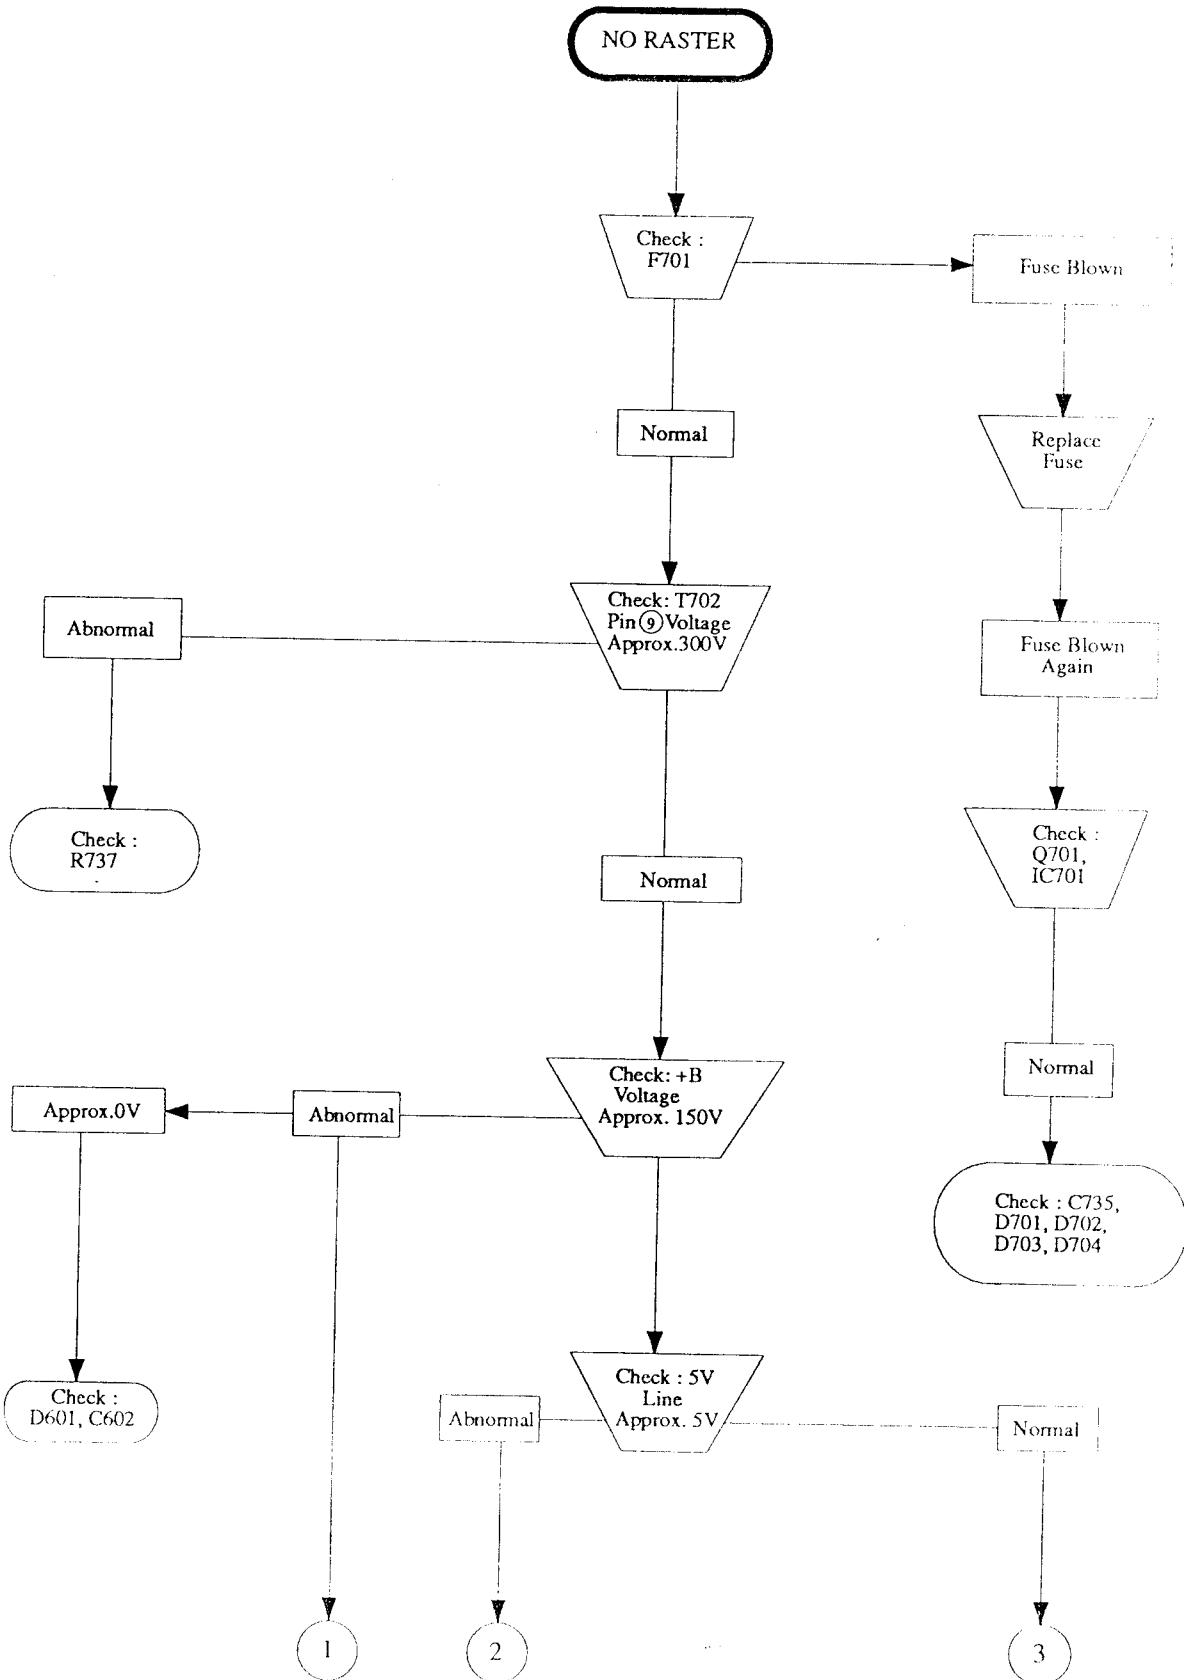 NO RASTER
Check :
F701
Fuse Blown
Normal
Replace
Fuse
Check: T702
Pin 9 Voltage
Approx.300V
Abnormal
Fuse Blown
Again
Check :
R737
Check :
Q701,
IC701
Normal
Normal
Check: +B
Voltage
Approx. 150V
Abnormal
Approx.0V
Check : C735,
D701, D702,
D703, D704
Check :
D601, C602
Check : 5V
Line
Approx. 5V
Abnormal
Normal
1
2
3